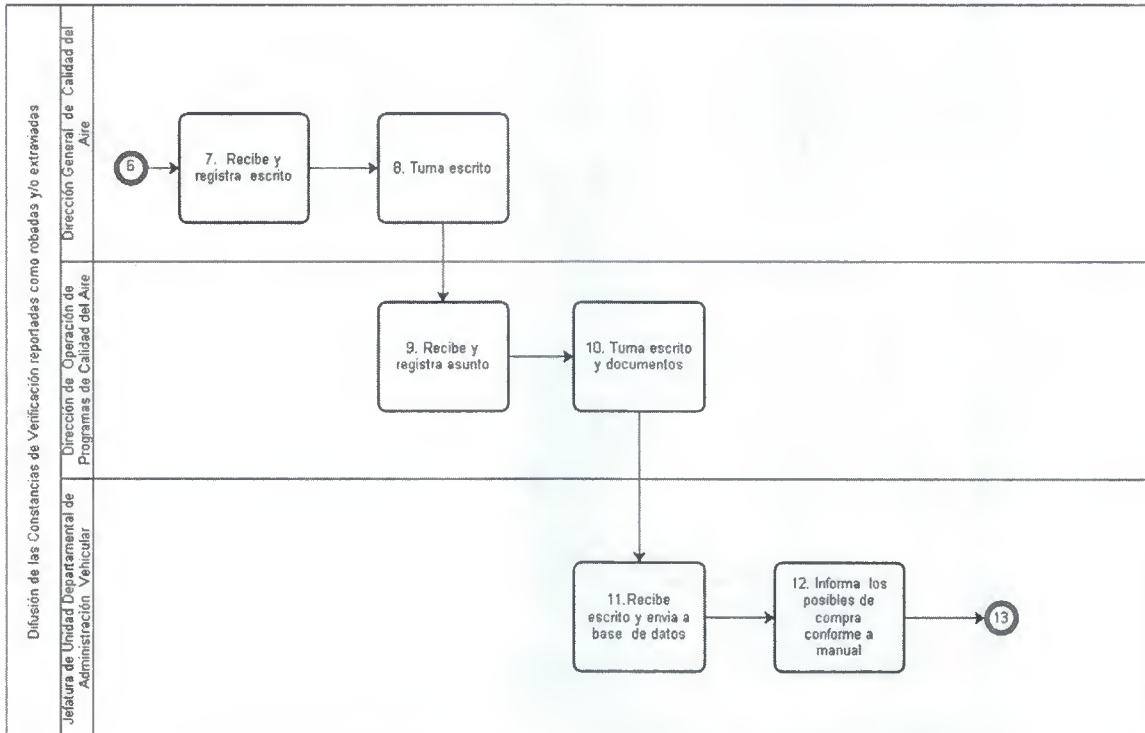 Difusión de las Constancias de Verificación reportadas como robadas y/o extraviadas
Dirección General de Calidad del
Aire
6
7. Recibe y
registra escrito
8. Turna escrito
Dirección de Operación de
Programas de Calidad del Aire
9. Recibe y
registra asunto
10. Turna escrito
y documentos
Jefatura de Unidad Departamental de
Administración Vehicular
11.Recibe
escrito y envia a
base de datos
12. Informa los
posibles de
compra
conforme a
manual
13